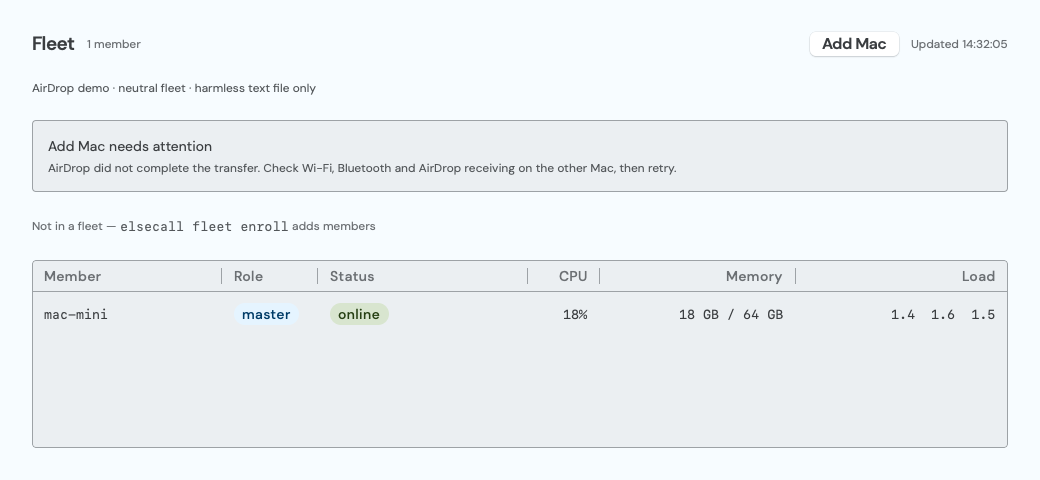 Fleet 1 member Add Mac Updated 14:32:05
AirDrop demo · neutral fleet · harmless text file only
Add Mac needs attention
AirDrop did not complete the transfer. Check Wi-Fi, Bluetooth and AirDrop receiving on the other Mac, then retry.
Not in a fleet — elsecall fleet enroll adds members
Member Role Status CPU Memory Load
mac-mini master online 18% 18 GB / 64 GB 1.4 1.6 1.5